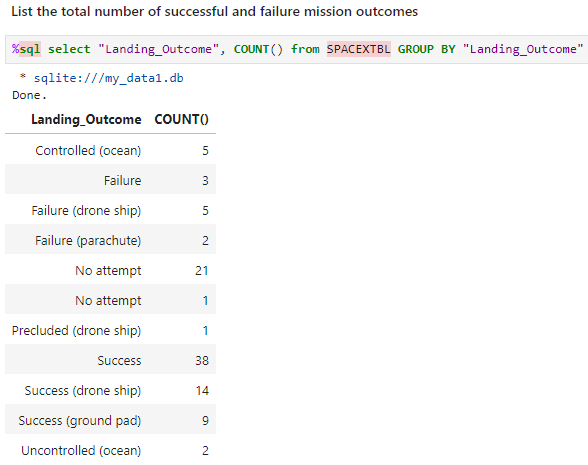 List the total number of successful and failure mission outcomes
%sql select "Landing_Outcome", COUNT() from SPACEXTBL GROUP BY "Landing_Outcome"
* sqlite:///my_data1.db
Done.
Landing_Outcome COUNT()
Controlled (ocean) 5
Failure 3
Failure (drone ship) 5
Failure (parachute) 2
No attempt 21
No attempt 1
Precluded (drone ship) 1
Success 38
Success (drone ship) 14
Success (ground pad) 9
Uncontrolled (ocean) 2